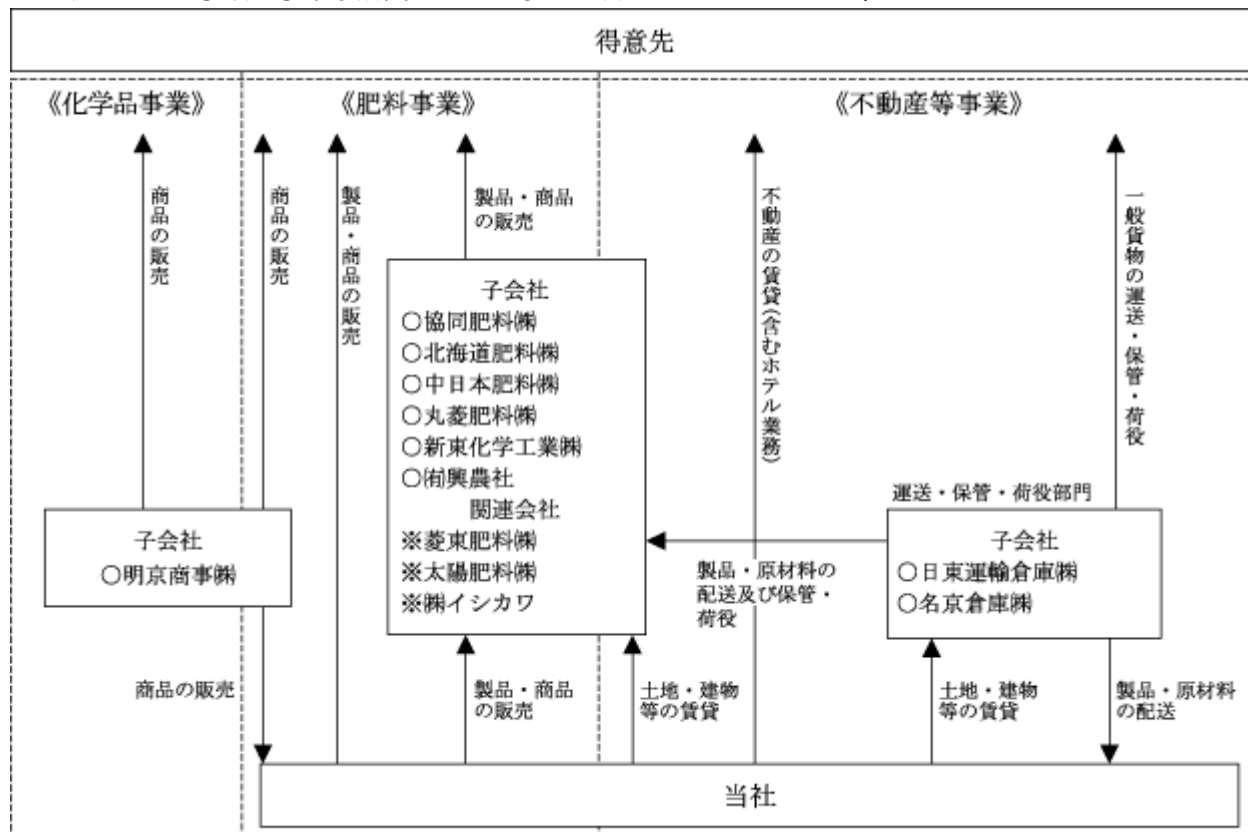 得意先
《化学品事業》
《肥料事業》
《不動産等事業》
商品の販売
商品の販売
製品・商品の販売
製品・商品
の販売
不動産の賃貸(含むホテル業務)
一般貨物の運送・保管・荷役
子会社
○協同肥料㈱
○北海道肥料㈱
○中日本肥料㈱
○丸菱肥料㈱
○新東化学工業㈱
○㈲興農社
関連会社
※菱東肥料㈱
※太陽肥料㈱
※㈱イシカワ
子会社
○明京商事㈱
運送・保管・荷役部門
子会社
○日東運輸倉庫㈱
○名京倉庫㈱
製品・原材料の
配送及び保管・
荷役
商品の販売
製品・商品
の販売
土地・建物
等の賃貸
土地・建物
等の賃貸
製品・原材料
の配送
当社